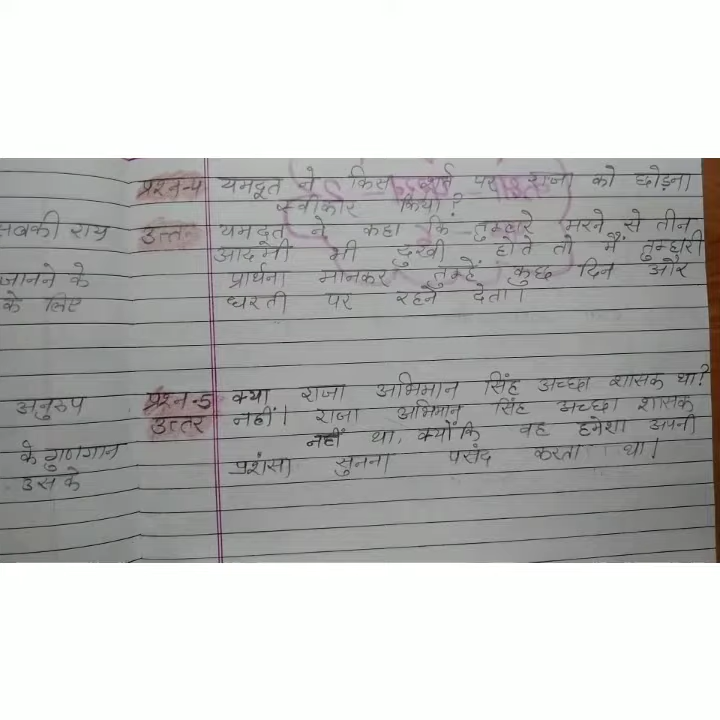 प्रश्न-4 यमदूत ने किस शर्त पर राजा को छोड़ना
स्वीकार किया?
उत्तर यमदूत ने कहा कि तुम्हारे मरने से तीन
आदमी भी दुखी होते तो मैं तुम्हारी
प्रार्थना मानकर तुम्हें कुछ दिन और
धरती पर रहने देता।
प्रश्न-5 क्या राजा अभिमान सिंह अच्छा शासक था?
उत्तर नहीं। राजा अभिमान सिंह अच्छा शासक
नहीं था, क्योंकि वह हमेशा अपनी
प्रशंसा सुनना पसंद करता था।
सबकी राय
जानने के
के लिए
अनुरूप
के गुणगान
उसके